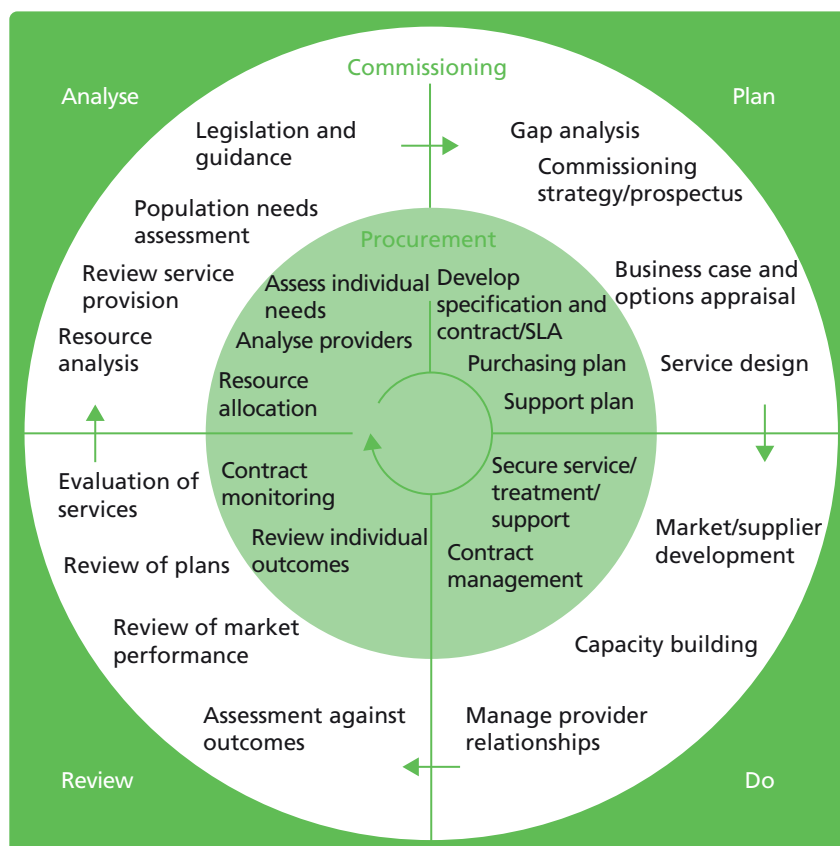 Commissioning
Analyse
Plan
Legislation and
guidance
Gap analysis
Commissioning
strategy/prospectus
Population needs
assessment
Review service
provision
Resource
analysis
Business case and
options appraisal
Service design
Procurement
Assess individual
needs
Analyse providers
Resource
allocation
Develop
specification and
contract/SLA
Purchasing plan
Support plan
Contract
monitoring
Review individual
outcomes
Secure service/
treatment/
support
Contract
management
Evaluation of
services
Review of plans
Review of market
performance
Assessment against
outcomes
Market/supplier
development
Capacity building
Manage provider
relationships
Review
Do